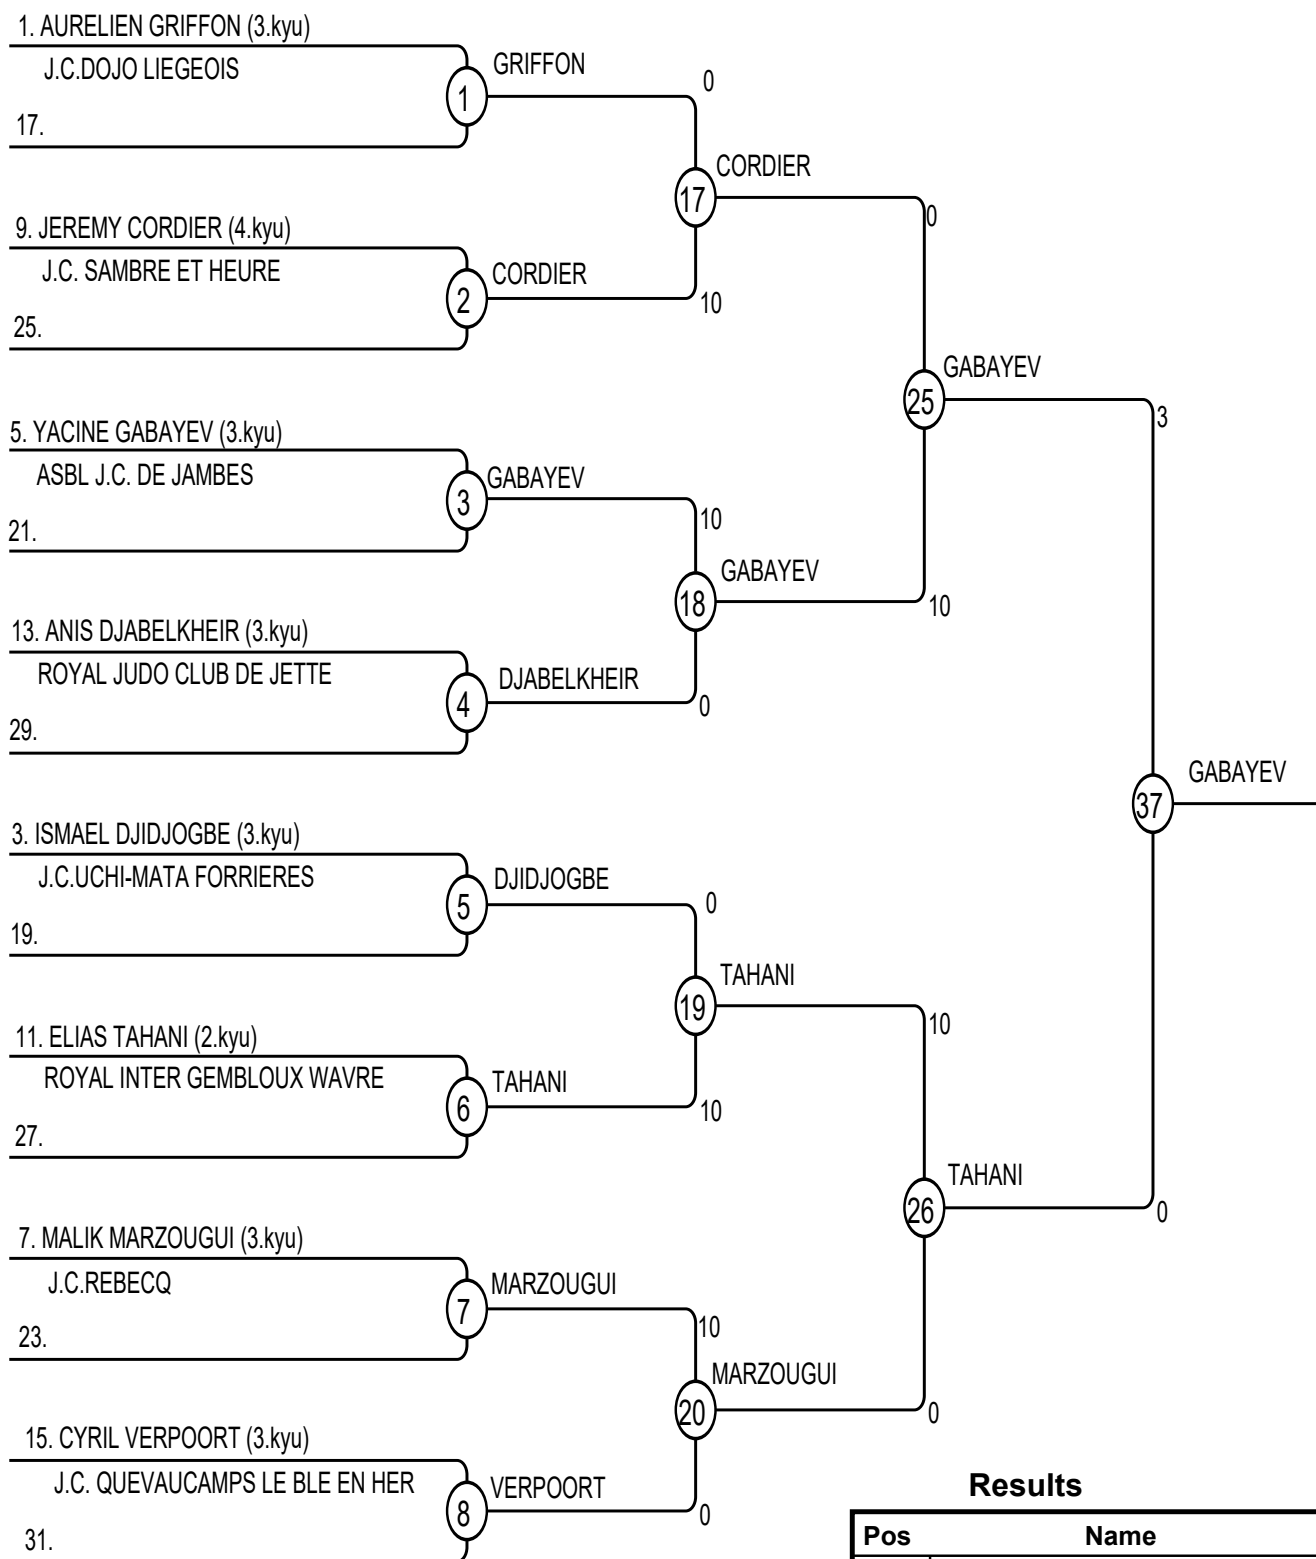 1. AURELIEN GRIFFON (3.kyu)
J.C.DOJO LIEGEOIS
17.
1
GRIFFON
0
9. JEREMY CORDIER (4.kyu)
J.C. SAMBRE ET HEURE
25.
2
CORDIER
10
17
CORDIER
0
5. YACINE GABAYEV (3.kyu)
ASBL J.C. DE JAMBES
21.
3
GABAYEV
10
13. ANIS DJABELKHEIR (3.kyu)
ROYAL JUDO CLUB DE JETTE
29.
4
DJABELKHEIR
0
18
GABAYEV
10
25
GABAYEV
3
3. ISMAEL DJIDJOGBE (3.kyu)
J.C.UCHI-MATA FORRIERES
19.
5
DJIDJOGBE
0
11. ELIAS TAHANI (2.kyu)
ROYAL INTER GEMBLOUX WAVRE
27.
6
TAHANI
10
19
TAHANI
10
7. MALIK MARZOUGUI (3.kyu)
J.C.REBECQ
23.
7
MARZOUGUI
10
15. CYRIL VERPOORT (3.kyu)
J.C. QUEVAUCAMPS LE BLE EN HER
31.
8
VERPOORT
0
20
MARZOUGUI
0
26
TAHANI
0
37
GABAYEV
Results
Pos Name